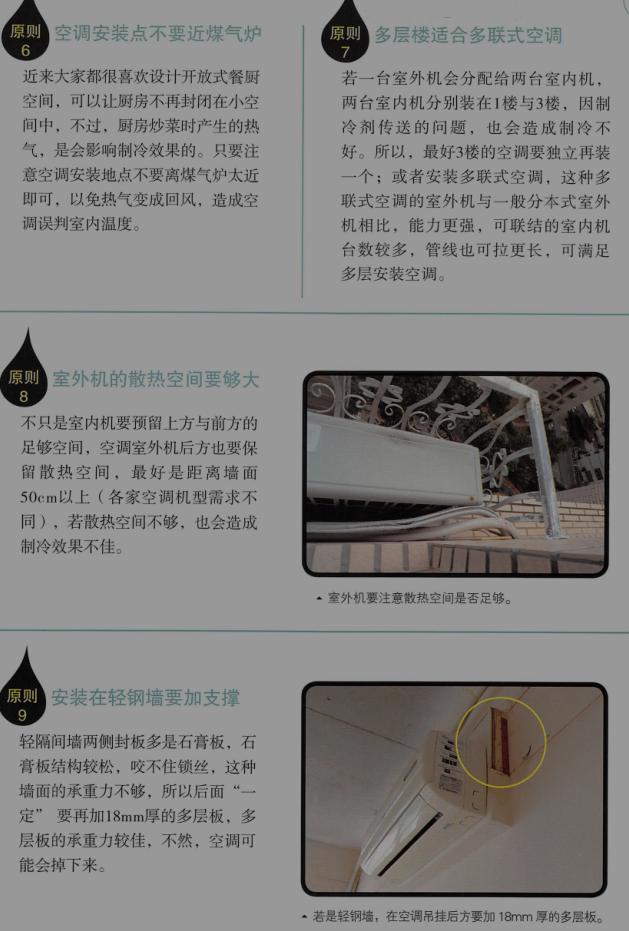 原则
6
空调安装点不要近煤气炉
近来大家都很喜欢设计开放式餐厨
空间，可以让厨房不再封闭在小空
间中，不过，厨房炒菜时产生的热
气，是会影响制冷效果的。只要注
意空调安装地点不要离煤气炉太近
即可，以免热气变成回风，造成空
调误判室内温度。
原则
7
多层楼适合多联式空调
若一台室外机会分配给两台室内机，
两台室内机分别装在1楼与3楼，因制
冷剂传送的问题，也会造成制冷不
好。所以，最好3楼的空调要独立再装
一个；或者安装多联式空调，这种多
联式空调的室外机与一般分本式室外
机相比，能力更强，可联结的室内机
台数较多，管线也可拉更长，可满足
多层安装空调。
原则
8
室外机的散热空间要够大
不只是室内机要预留上方与前方的
足够空间，空调室外机后方也要保
留散热空间，最好是距离墙面
50cm以上（各家空调机型需求不
同），若散热空间不够，也会造成
制冷效果不佳。
室外机要注意散热空间是否足够。
原则
9
安装在轻钢墙要加支撑
轻隔间墙两侧封板多是石膏板，石
膏板结构较松，咬不住锁丝，这种
墙面的承重力不够，所以后面“一
定” 要再加18mm厚的多层板，多
层板的承重力较佳，不然，空调可
能会掉下来。
若是轻钢墙，在空调吊挂后方要加 18mm 厚的多层板。